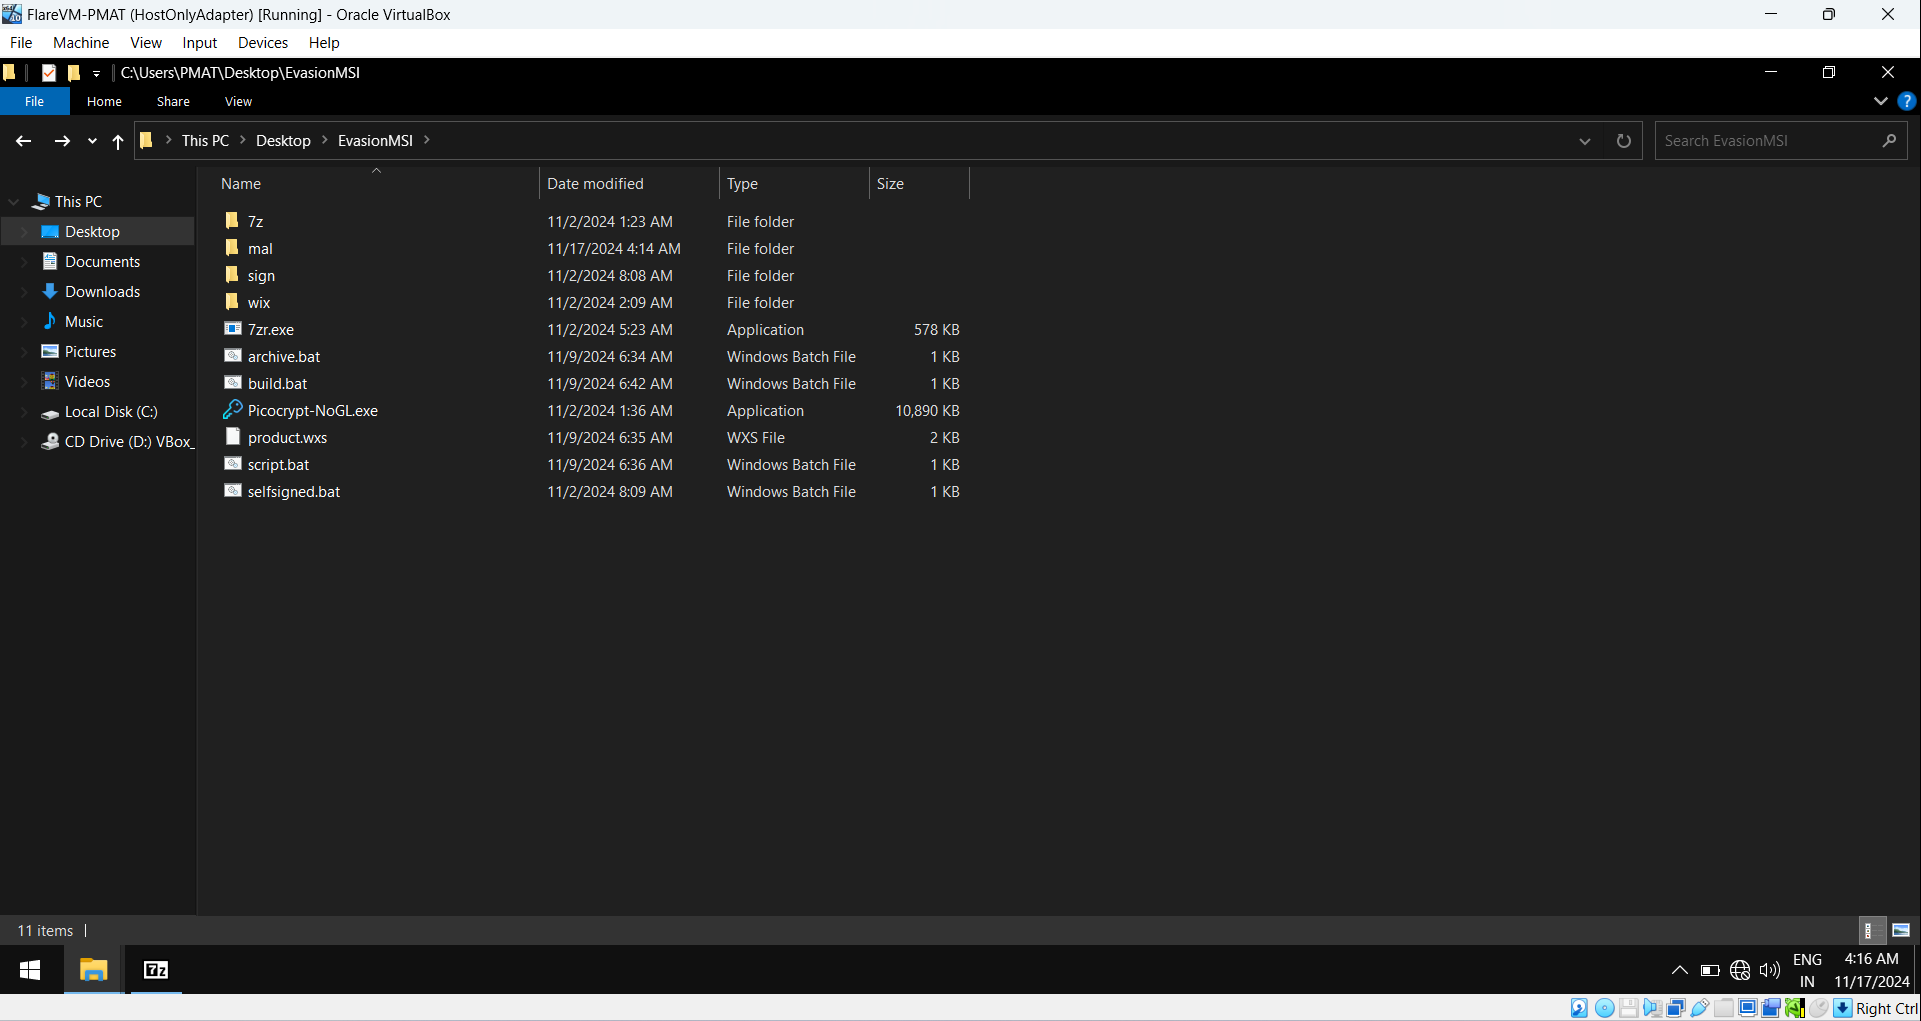 FlareVM-PMAT (HostOnlyAdapter) [Running] - Oracle VirtualBox
File Machine View Input Devices Help
C:\Users\PMAT\Desktop\EvasionMSI
File Home Share View
This PC Desktop EvasionMSI Search EvasionMSI
Name Date modified Type Size
This PC
Desktop
Documents
Downloads
Music
Pictures
Videos
Local Disk (C:)
CD Drive (D:) VBox_
7z 11/2/2024 1:23 AM File folder
mal 11/17/2024 4:14 AM File folder
sign 11/2/2024 8:08 AM File folder
wix 11/2/2024 2:09 AM File folder
7zr.exe 11/2/2024 5:23 AM Application 578 KB
archive.bat 11/9/2024 6:34 AM Windows Batch File 1 KB
build.bat 11/9/2024 6:42 AM Windows Batch File 1 KB
Picocrypt-NoGL.exe 11/2/2024 1:36 AM Application 10,890 KB
product.wxs 11/9/2024 6:35 AM WXS File 2 KB
script.bat 11/9/2024 6:36 AM Windows Batch File 1 KB
selfsigned.bat 11/2/2024 8:09 AM Windows Batch File 1 KB
11 items
7z
ENG 4:16 AM
IN 11/17/2024
Right Ctrl